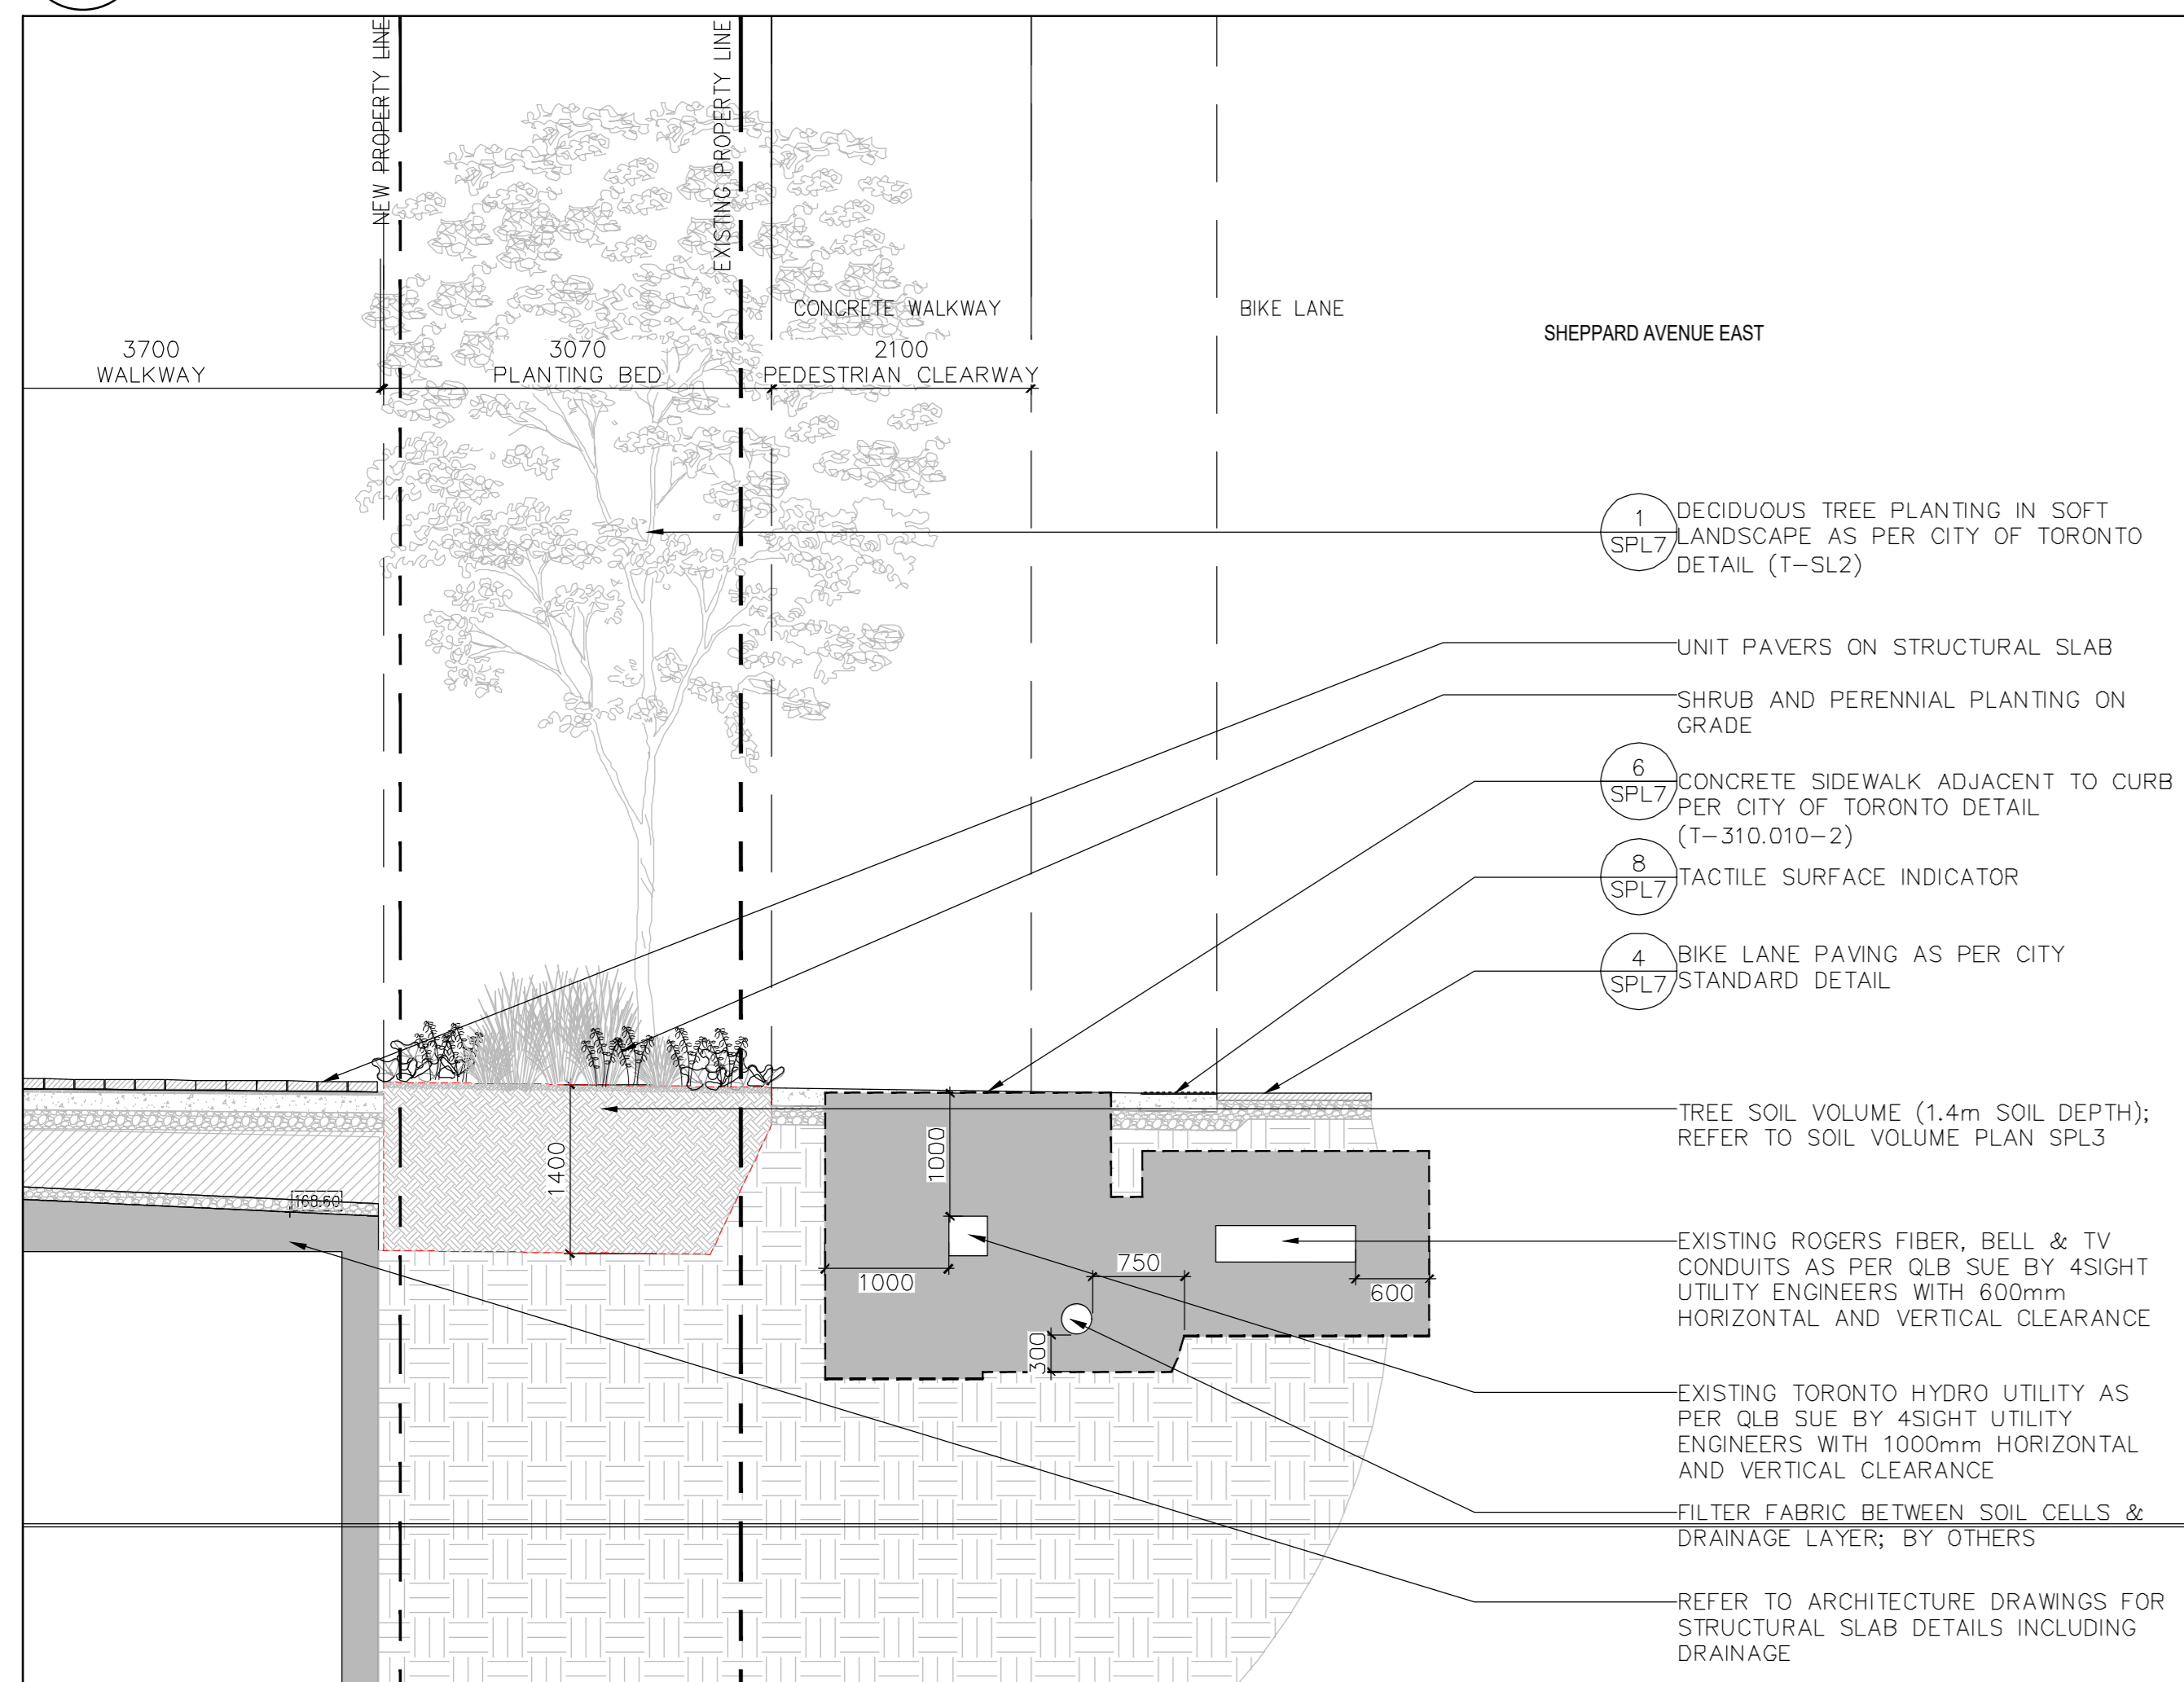 NEW PROPERTY LINE
EXISTING PROPERTY LINE
CONCRETE WALKWAY
BIKE LANE
SHEPPARD AVENUE EAST
3700
WALKWAY
3070
PLANTING BED
2100
PEDESTRIAN CLEARWAY
1
SPL7
DECIDUOUS TREE PLANTING IN SOFT
LANDSCAPE AS PER CITY OF TORONTO
DETAIL (T-SL2)
UNIT PAVERS ON STRUCTURAL SLAB
SHRUB AND PERENNIAL PLANTING ON
GRADE
6
SPL7
CONCRETE SIDEWALK ADJACENT TO CURB
PER CITY OF TORONTO DETAIL
(T-310.010-2)
8
SPL7
TACTILE SURFACE INDICATOR
4
SPL7
BIKE LANE PAVING AS PER CITY
STANDARD DETAIL
TREE SOIL VOLUME (1.4m SOIL DEPTH);
REFER TO SOIL VOLUME PLAN SPL3
1400
1000
168.60
1000
750
600
300
EXISTING ROGERS FIBER, BELL & TV
CONDUITS AS PER QLB SUE BY 4SIGHT
UTILITY ENGINEERS WITH 600mm
HORIZONTAL AND VERTICAL CLEARANCE
EXISTING TORONTO HYDRO UTILITY AS
PER QLB SUE BY 4SIGHT UTILITY
ENGINEERS WITH 1000mm HORIZONTAL
AND VERTICAL CLEARANCE
FILTER FABRIC BETWEEN SOIL CELLS &
DRAINAGE LAYER; BY OTHERS
REFER TO ARCHITECTURE DRAWINGS FOR
STRUCTURAL SLAB DETAILS INCLUDING
DRAINAGE